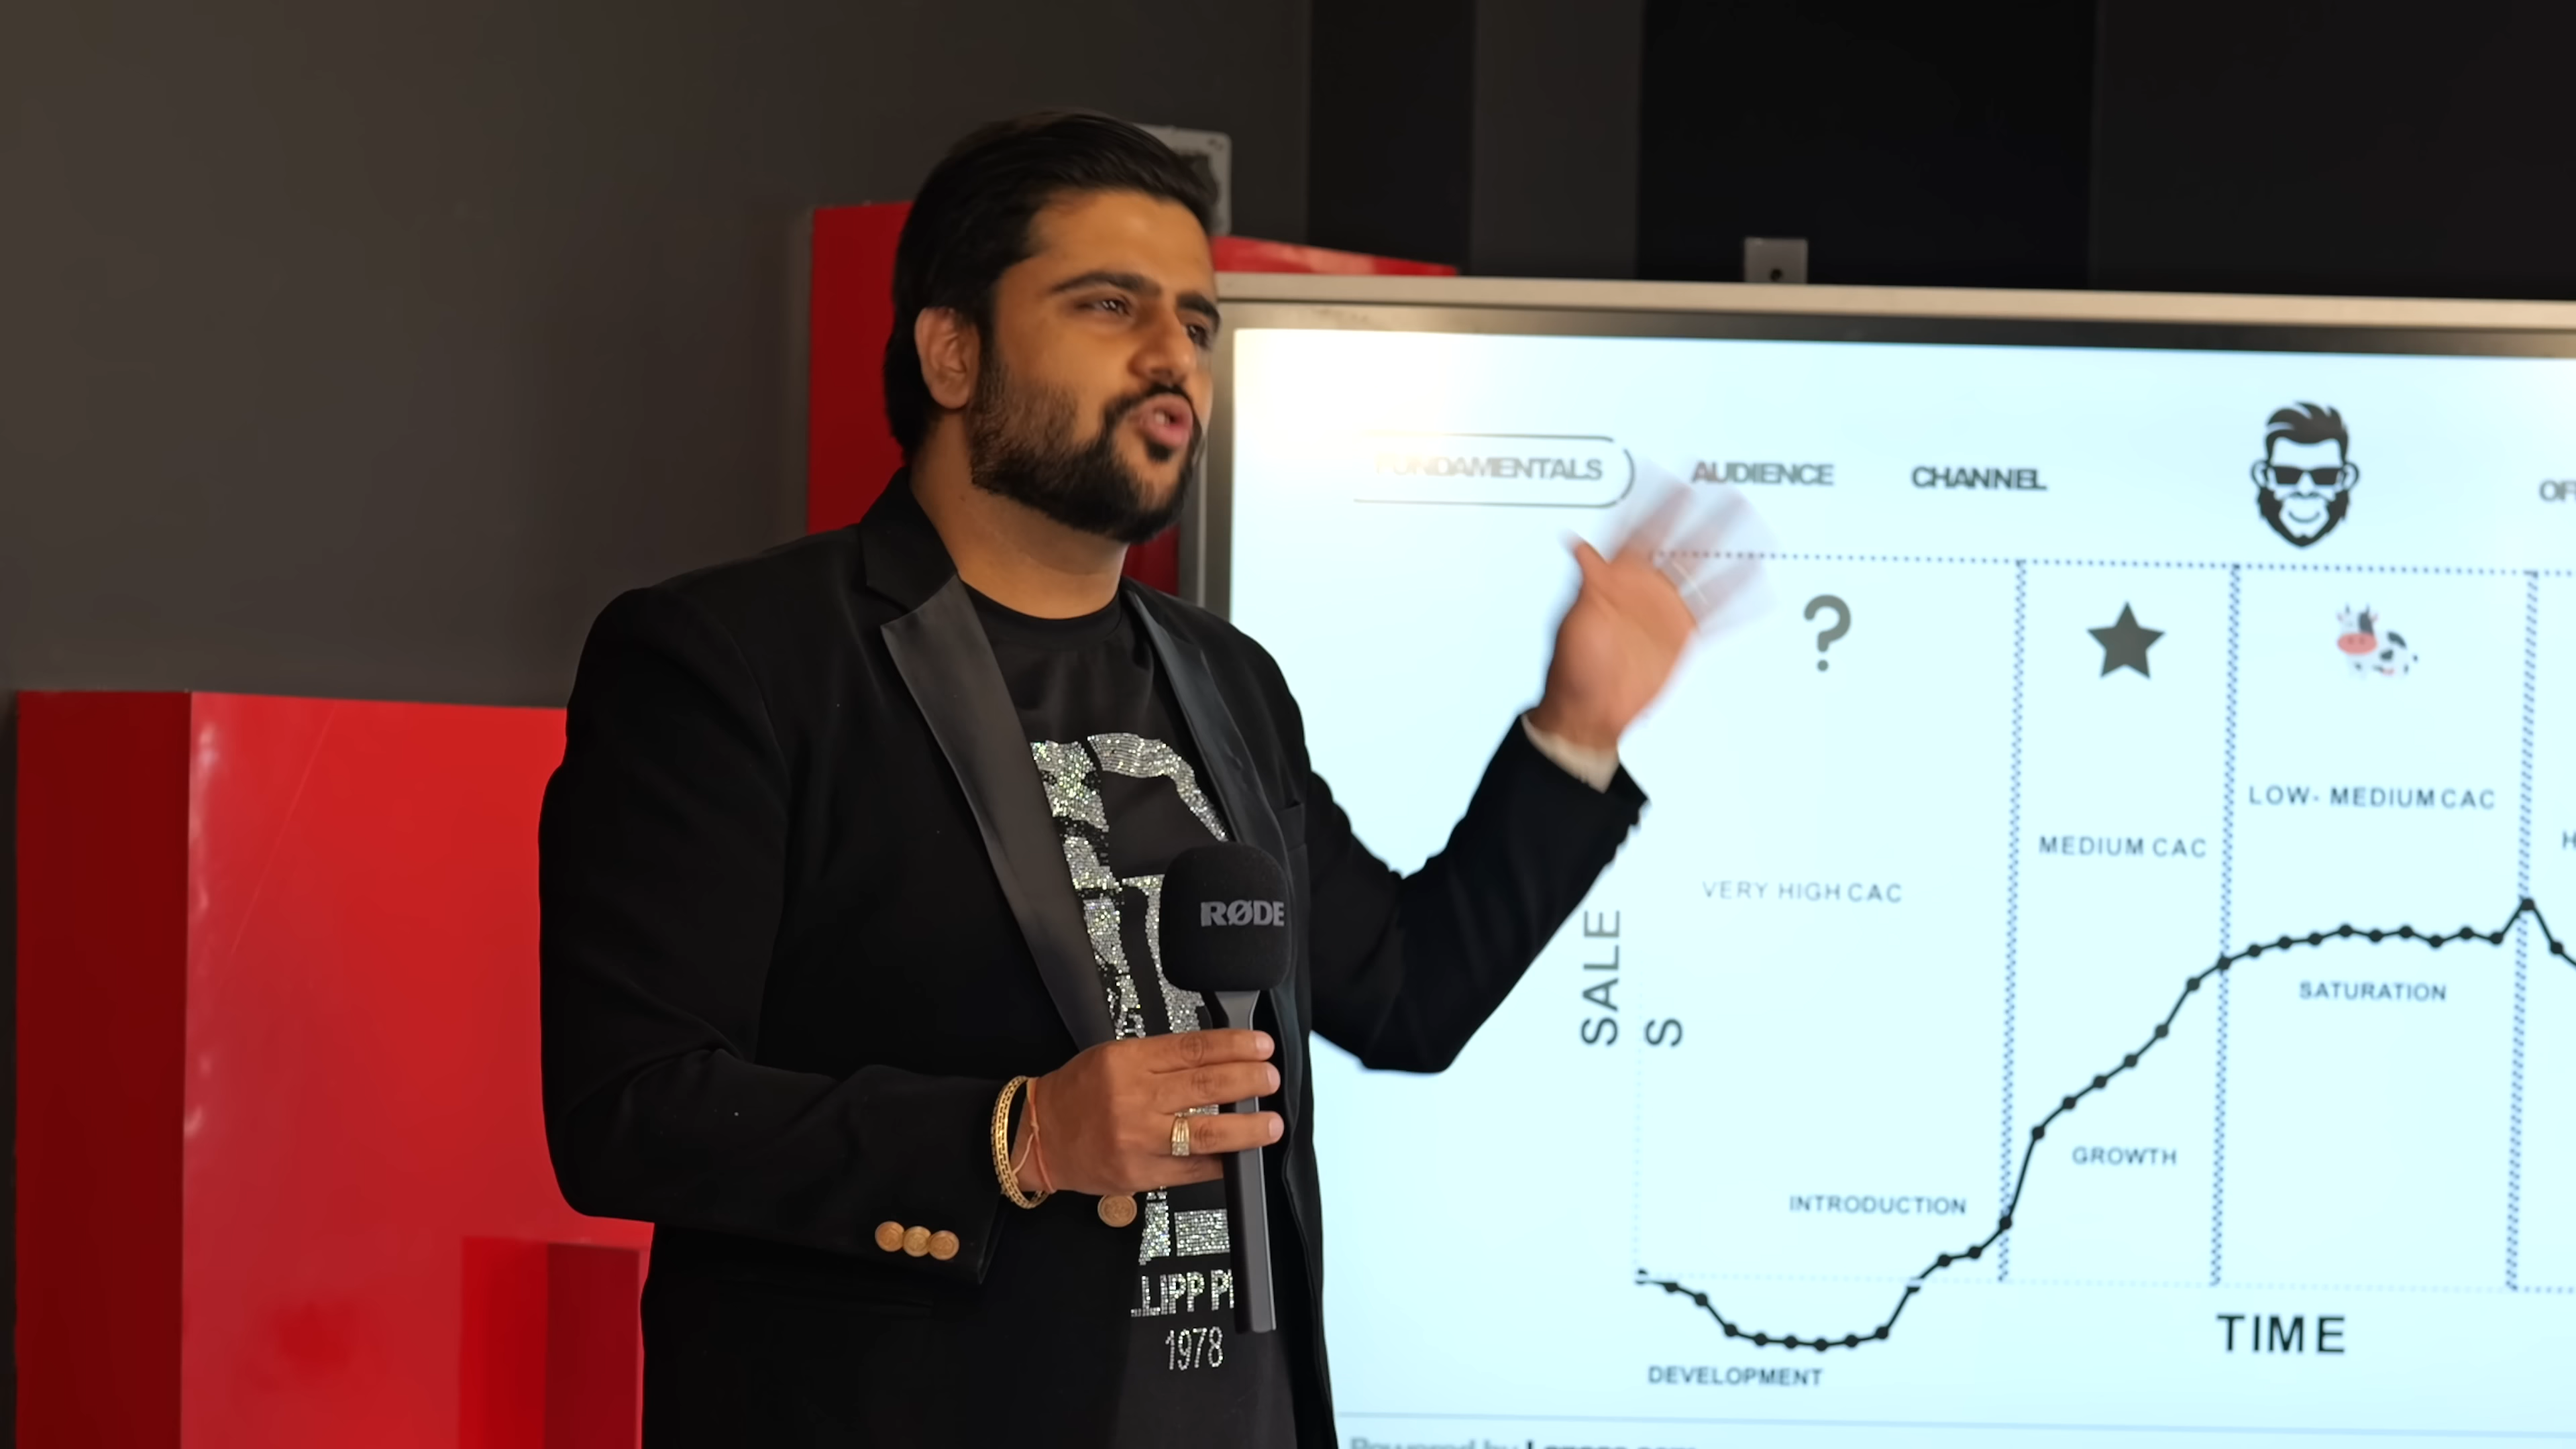 FUNDAMENTALS
AUDIENCE
CHANNEL
?
LOW- MEDIUM CAC
MEDIUM CAC
VERY HIGH CAC
SALE
S
SATURATION
GROWTH
INTRODUCTION
TIME
DEVELOPMENT
RØDE
1978